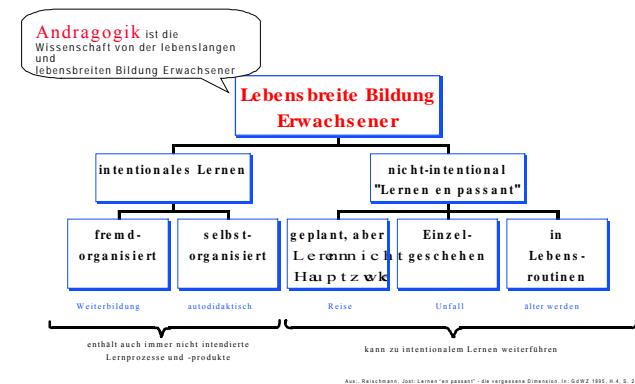 Andragogik ist die
Wissenschaft von der lebenslangen
und
lebensbreiten Bildung Erwachsener
Lebensbreite Bildung
Erwachsener
intentionales Lernen
nicht-intentional
"Lernen en passant"
fremd-
organisiert
selbst-
organisiert
geplant, aber
Lernen nicht
Hauptzweck
Einzel-
geschehen
in
Lebens-
routinen
Weiterbildung
autodidaktisch
Reise
Unfall
älter werden
enthält auch immer nicht intendierte
Lernprozesse und -produkte
kann zu intentionalem Lernen weiterführen
Aus:. Reischmann, Jost: Lernen "en passant" - die vergessene Dimension. In: GdWZ 1995, H.4, S. 2